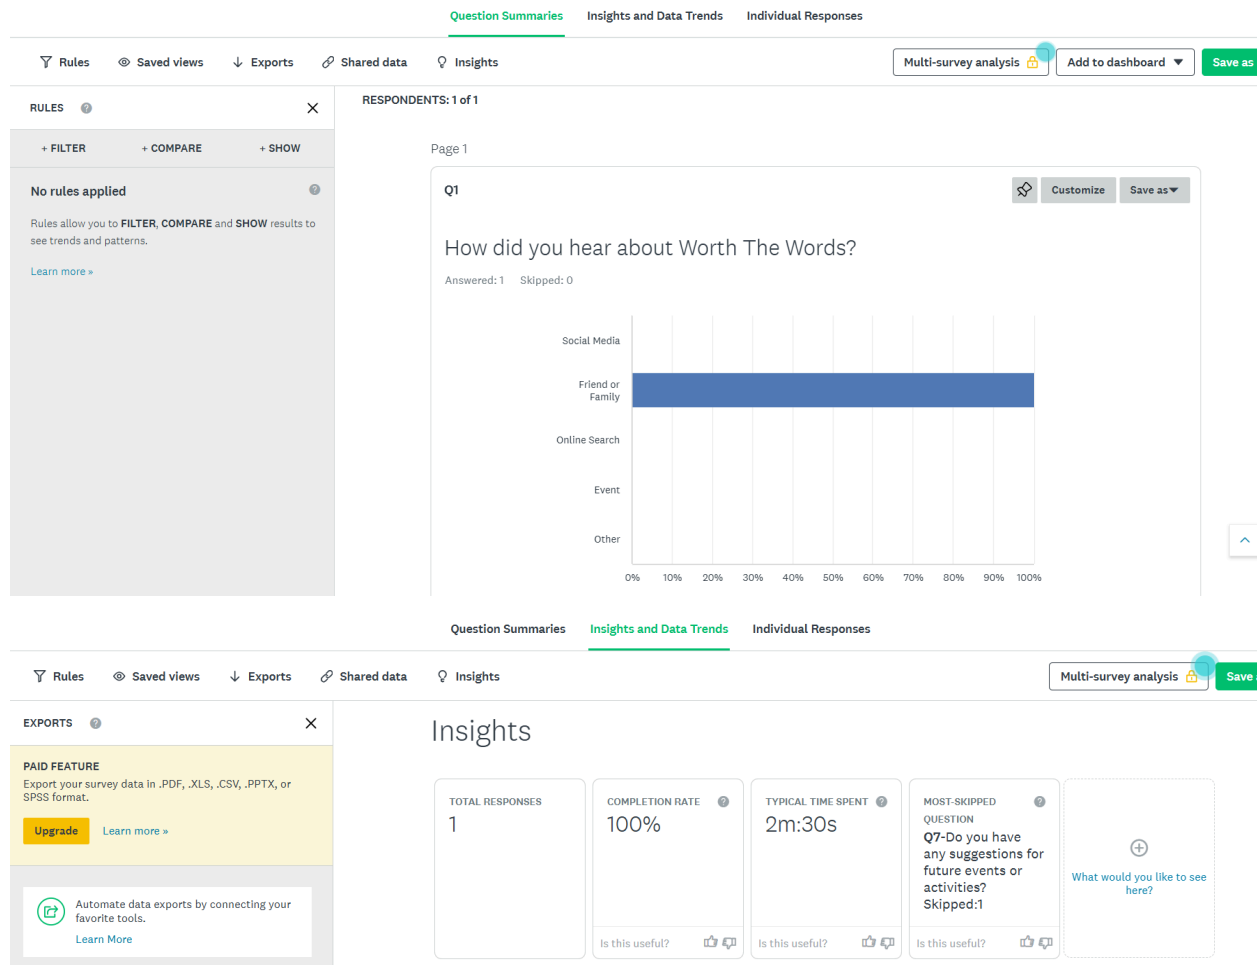 Question Summaries Insights and Data Trends Individual Responses
Rules Saved views Exports Shared data Insights Multi-survey analysis Add to dashboard Save as
RULES
RESPONDENTS: 1 of 1
+ FILTER + COMPARE + SHOW
No rules applied
Rules allow you to FILTER, COMPARE and SHOW results to
see trends and patterns.
Learn more »
Page 1
Q1 Customize Save as
How did you hear about Worth The Words?
Answered: 1 Skipped: 0
Social Media
Friend or
Family
Online Search
Event
Other
0% 10% 20% 30% 40% 50% 60% 70% 80% 90% 100%
Question Summaries Insights and Data Trends Individual Responses
Rules Saved views Exports Shared data Insights Multi-survey analysis Save
EXPORTS
PAID FEATURE
Export your survey data in .PDF, .XLS, .CSV, .PPTX, or
SPSS format.
Upgrade Learn more »
Automate data exports by connecting your
favorite tools.
Learn More
Insights
TOTAL RESPONSES
1
COMPLETION RATE
100%
Is this useful?
TYPICAL TIME SPENT
2m:30s
Is this useful?
MOST-SKIPPED
QUESTION
Q7-Do you have
any suggestions for
future events or
activities?
Skipped:1
Is this useful?
What would you like to see
here?